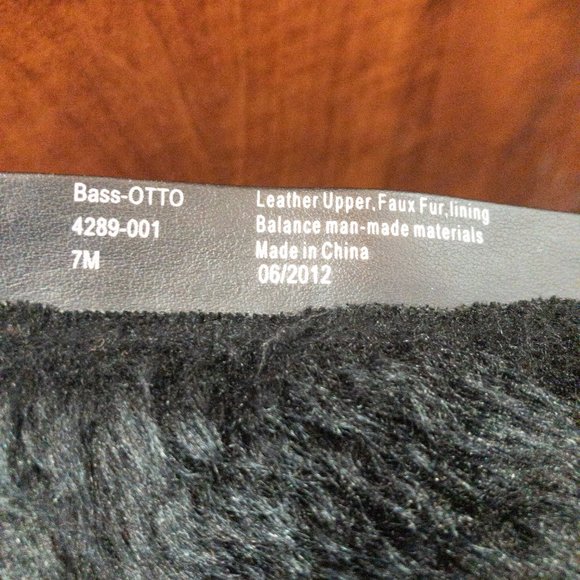 Bass-OTTO
4289-001
7M
Leather Upper,Faux Fur,lining
Balance man-made materials
Made in China
06/2012